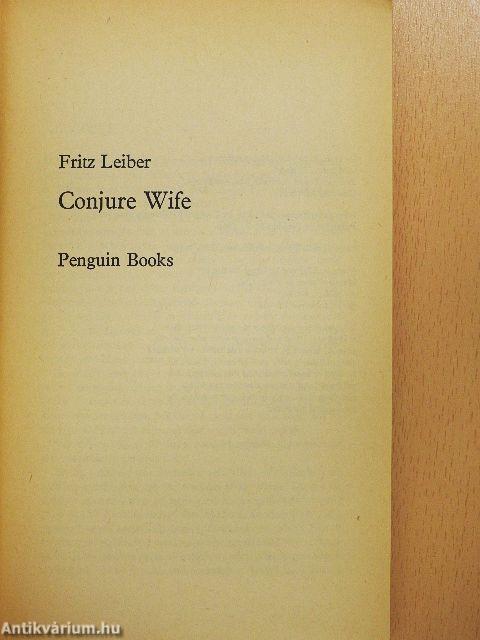 Fritz Leiber
Conjure Wife
Penguin Books
Antikvárium.hu